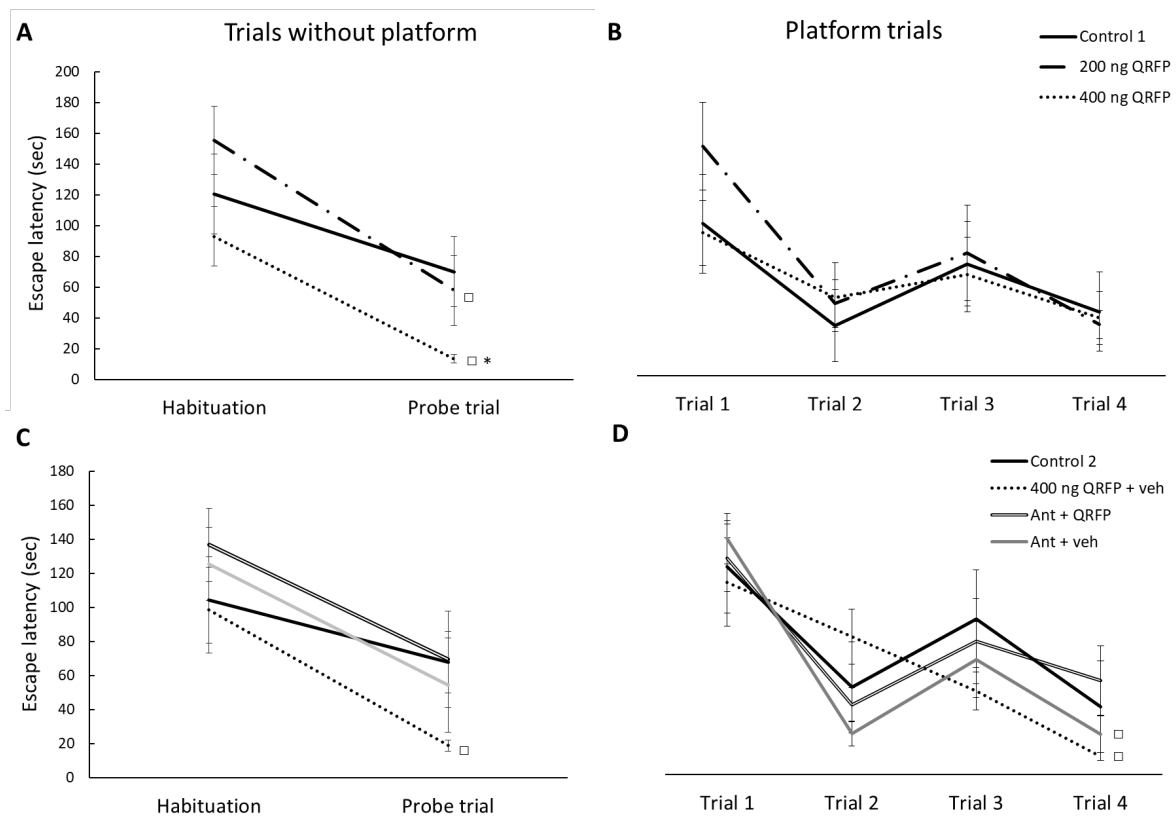 A
Trials without platform
B
Platform trials
Control 1
200 ng QRFP
400 ng QRFP
Escape latency (sec)
200
180
160
140
120
100
80
60
40
20
0
*
Habituation
Probe trial
Trial 1
Trial 2
Trial 3
Trial 4
C
D
Control 2
400 ng QRFP + veh
Ant + QRFP
Ant + veh
Escape latency (sec)
180
160
140
120
100
80
60
40
20
0
Habituation
Probe trial
Trial 1
Trial 2
Trial 3
Trial 4